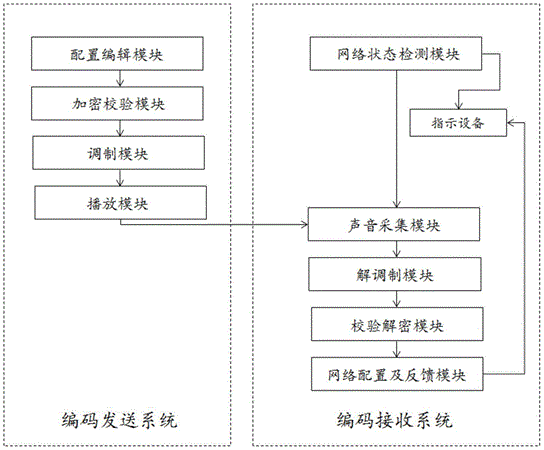 配置编辑模块
加密校验模块
调制模块
播放模块
编码发送系统
网络状态检测模块
指示设备
声音采集模块
解调制模块
校验解密模块
网络配置及反馈模块
编码接收系统